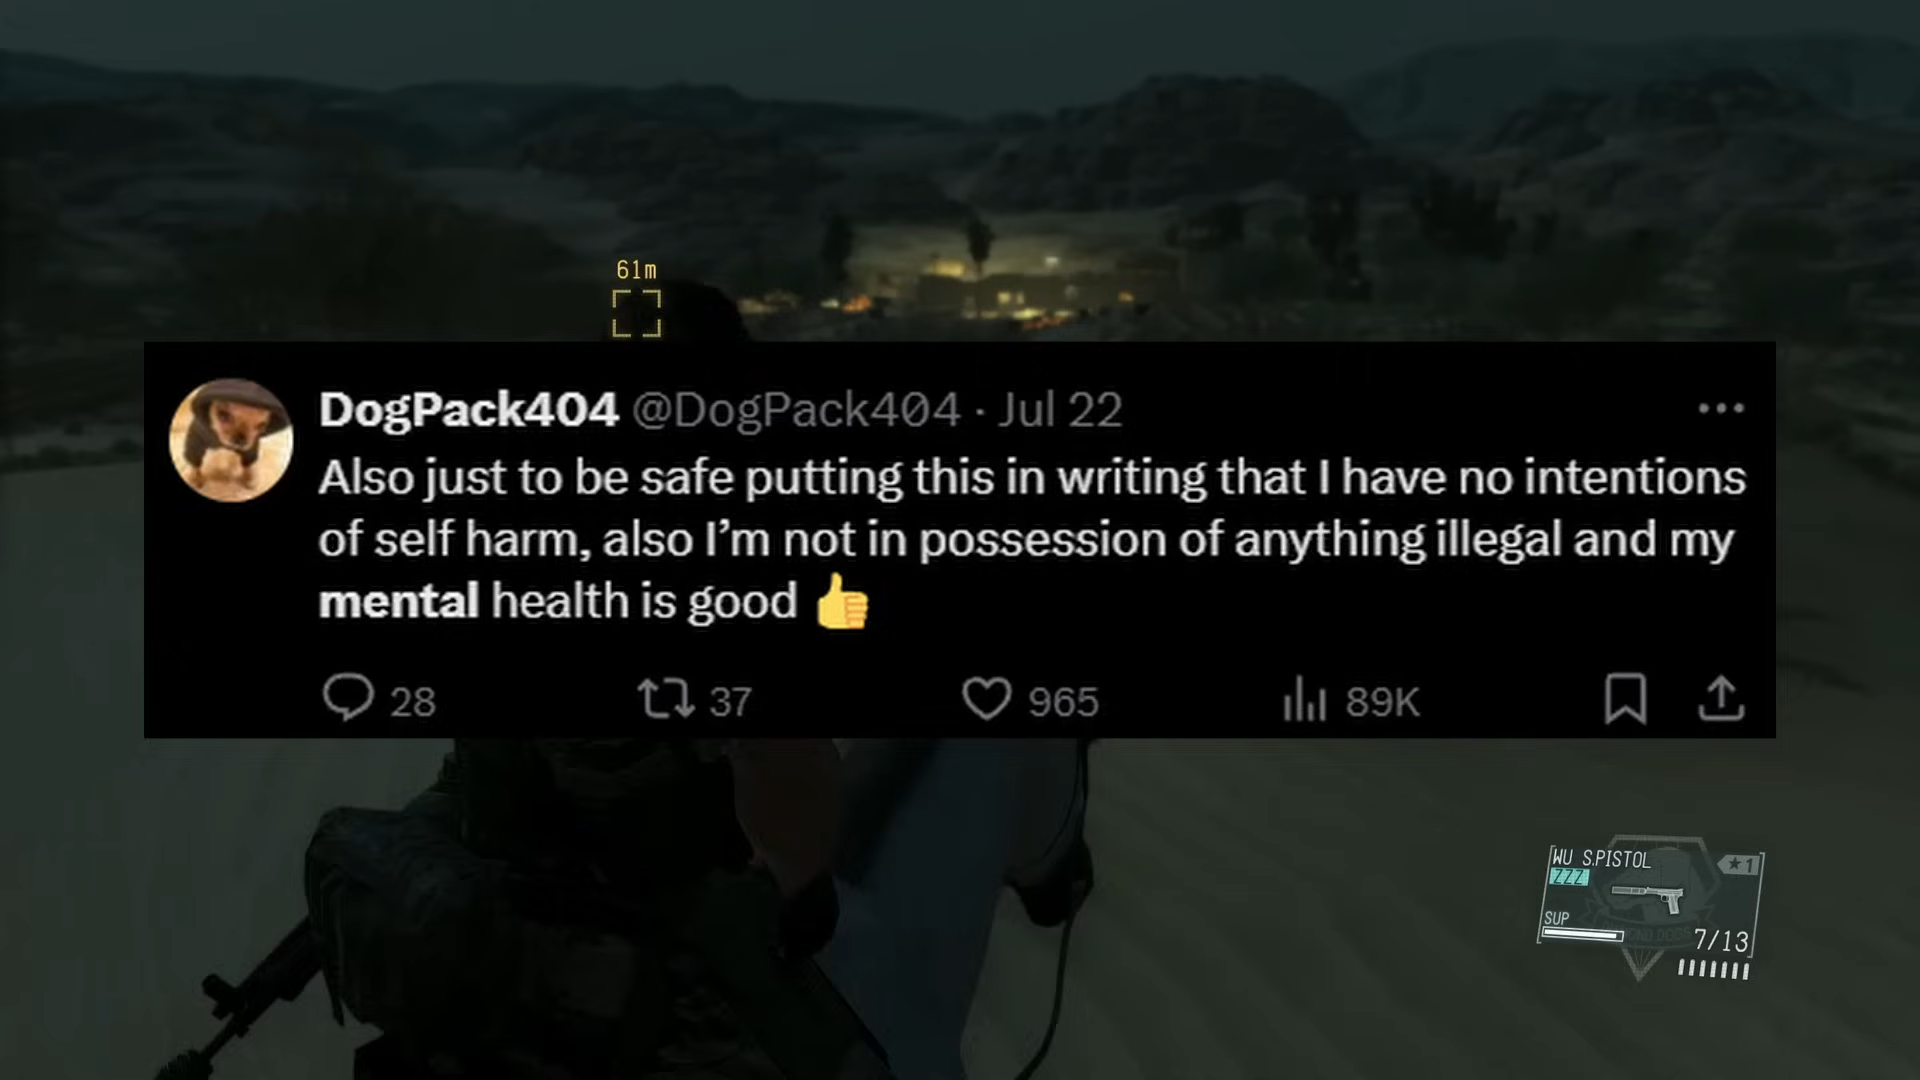 61m
DogPack404 @DogPack404 · Jul 22
Also just to be safe putting this in writing that I have no intentions
of self harm, also I’m not in possession of anything illegal and my
mental health is good 👍
28 37 965 89K
WU S.PISTOL
★1
ZZZ
SUP
DOGS
7/13